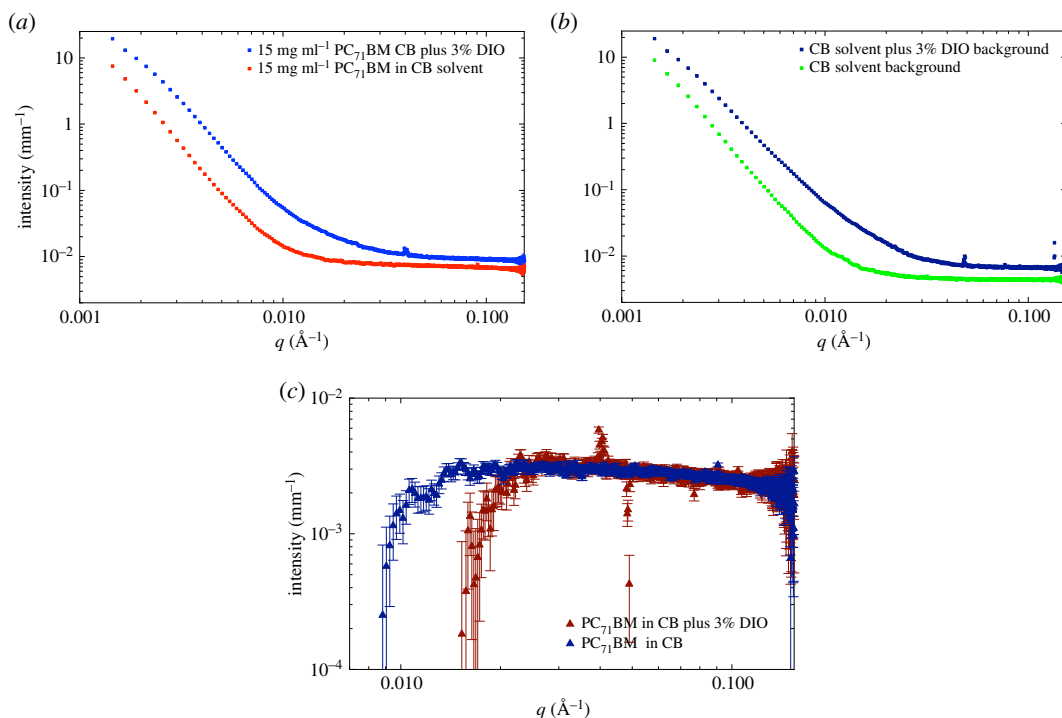 (a)
15 mg ml⁻¹ PC₇₁BM CB plus 3% DIO
15 mg ml⁻¹ PC₇₁BM in CB solvent
10
1
10⁻¹
10⁻²
intensity (mm⁻¹)
0.001
0.010
0.100
q (Å⁻¹)
(b)
CB solvent plus 3% DIO background
CB solvent background
10
1
10⁻¹
10⁻²
intensity (mm⁻¹)
0.001
0.010
0.100
q (Å⁻¹)
(c)
10⁻²
10⁻³
10⁻⁴
intensity (mm⁻¹)
PC₇₁BM in CB plus 3% DIO
PC₇₁BM in CB
0.010
0.100
q (Å⁻¹)